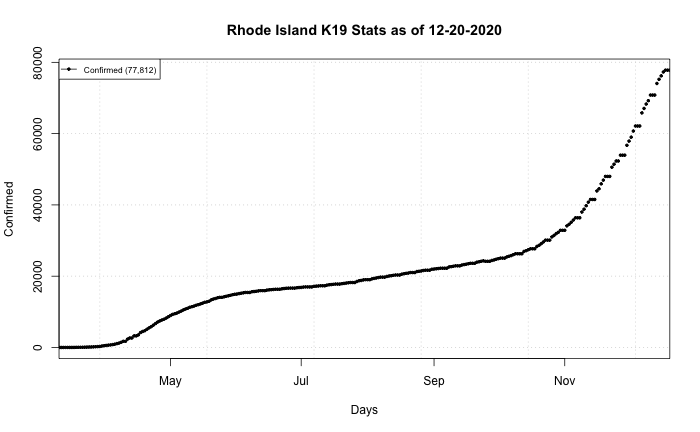 Rhode Island K19 Stats as of 12-20-2020
Confirmed (77,812)
80000
60000
40000
20000
0
Confirmed
May Jul Sep Nov
Days